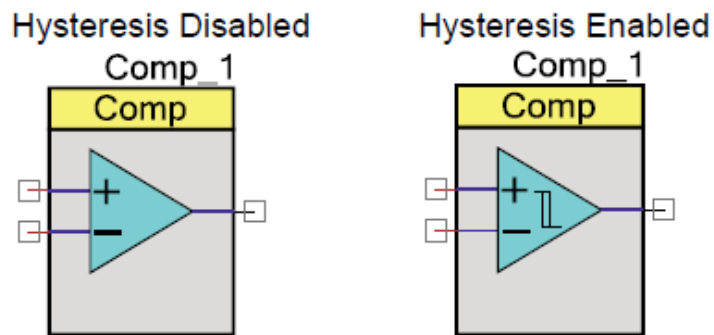 Hysteresis Disabled
Comp_1
Comp
+
−
Hysteresis Enabled
Comp_1
Comp
+
−